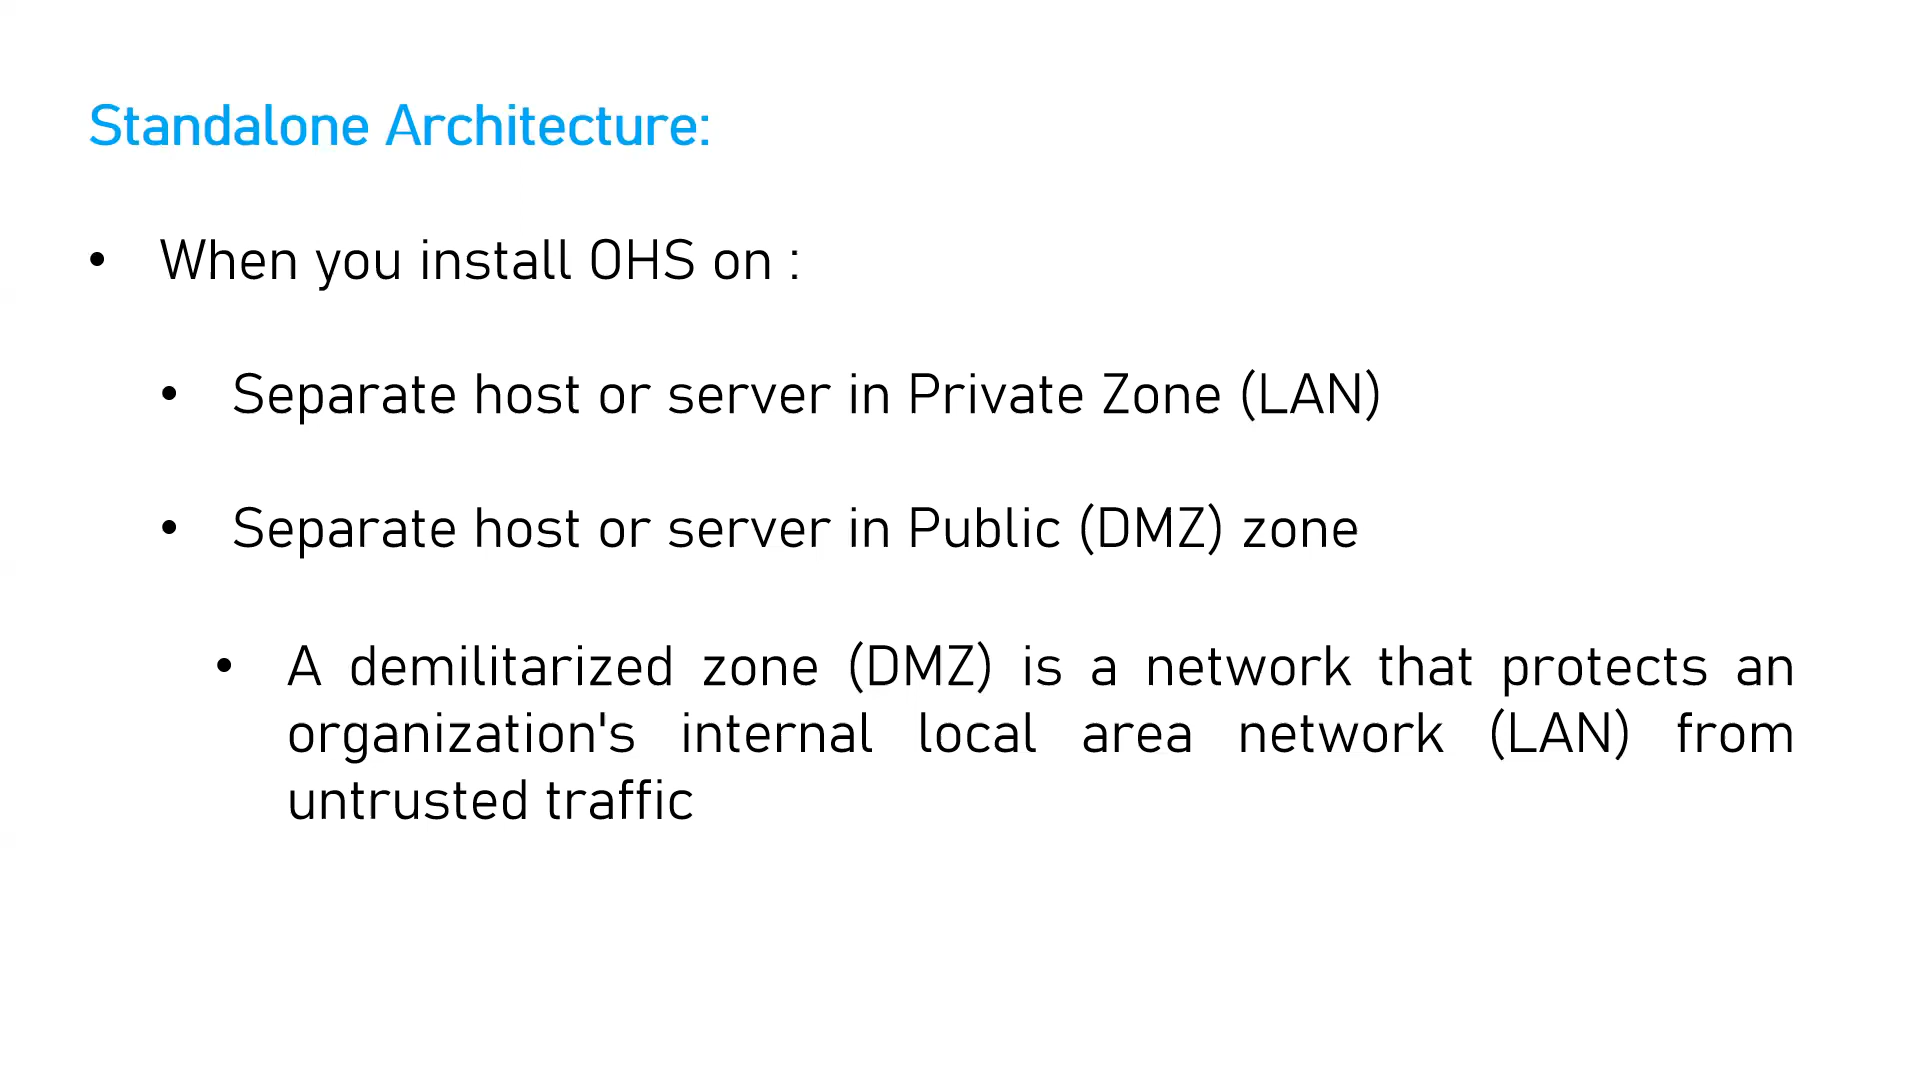 Standalone Architecture:
• When you install OHS on :
• Separate host or server in Private Zone (LAN)
• Separate host or server in Public (DMZ) zone
• A demilitarized zone (DMZ) is a network that protects an
organization's internal local area network (LAN) from
untrusted traffic